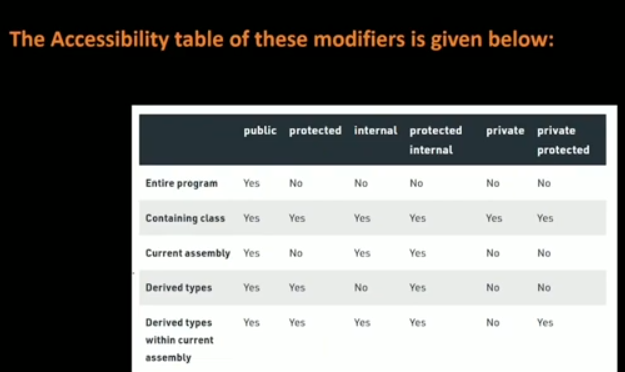 The Accessibility table of these modifiers is given below:
public protected internal protected internal private private protected
Entire program Yes No No No No No
Containing class Yes Yes Yes Yes Yes Yes
Current assembly Yes No Yes Yes No No
Derived types Yes Yes No Yes No No
Derived types within current assembly Yes Yes Yes Yes No Yes